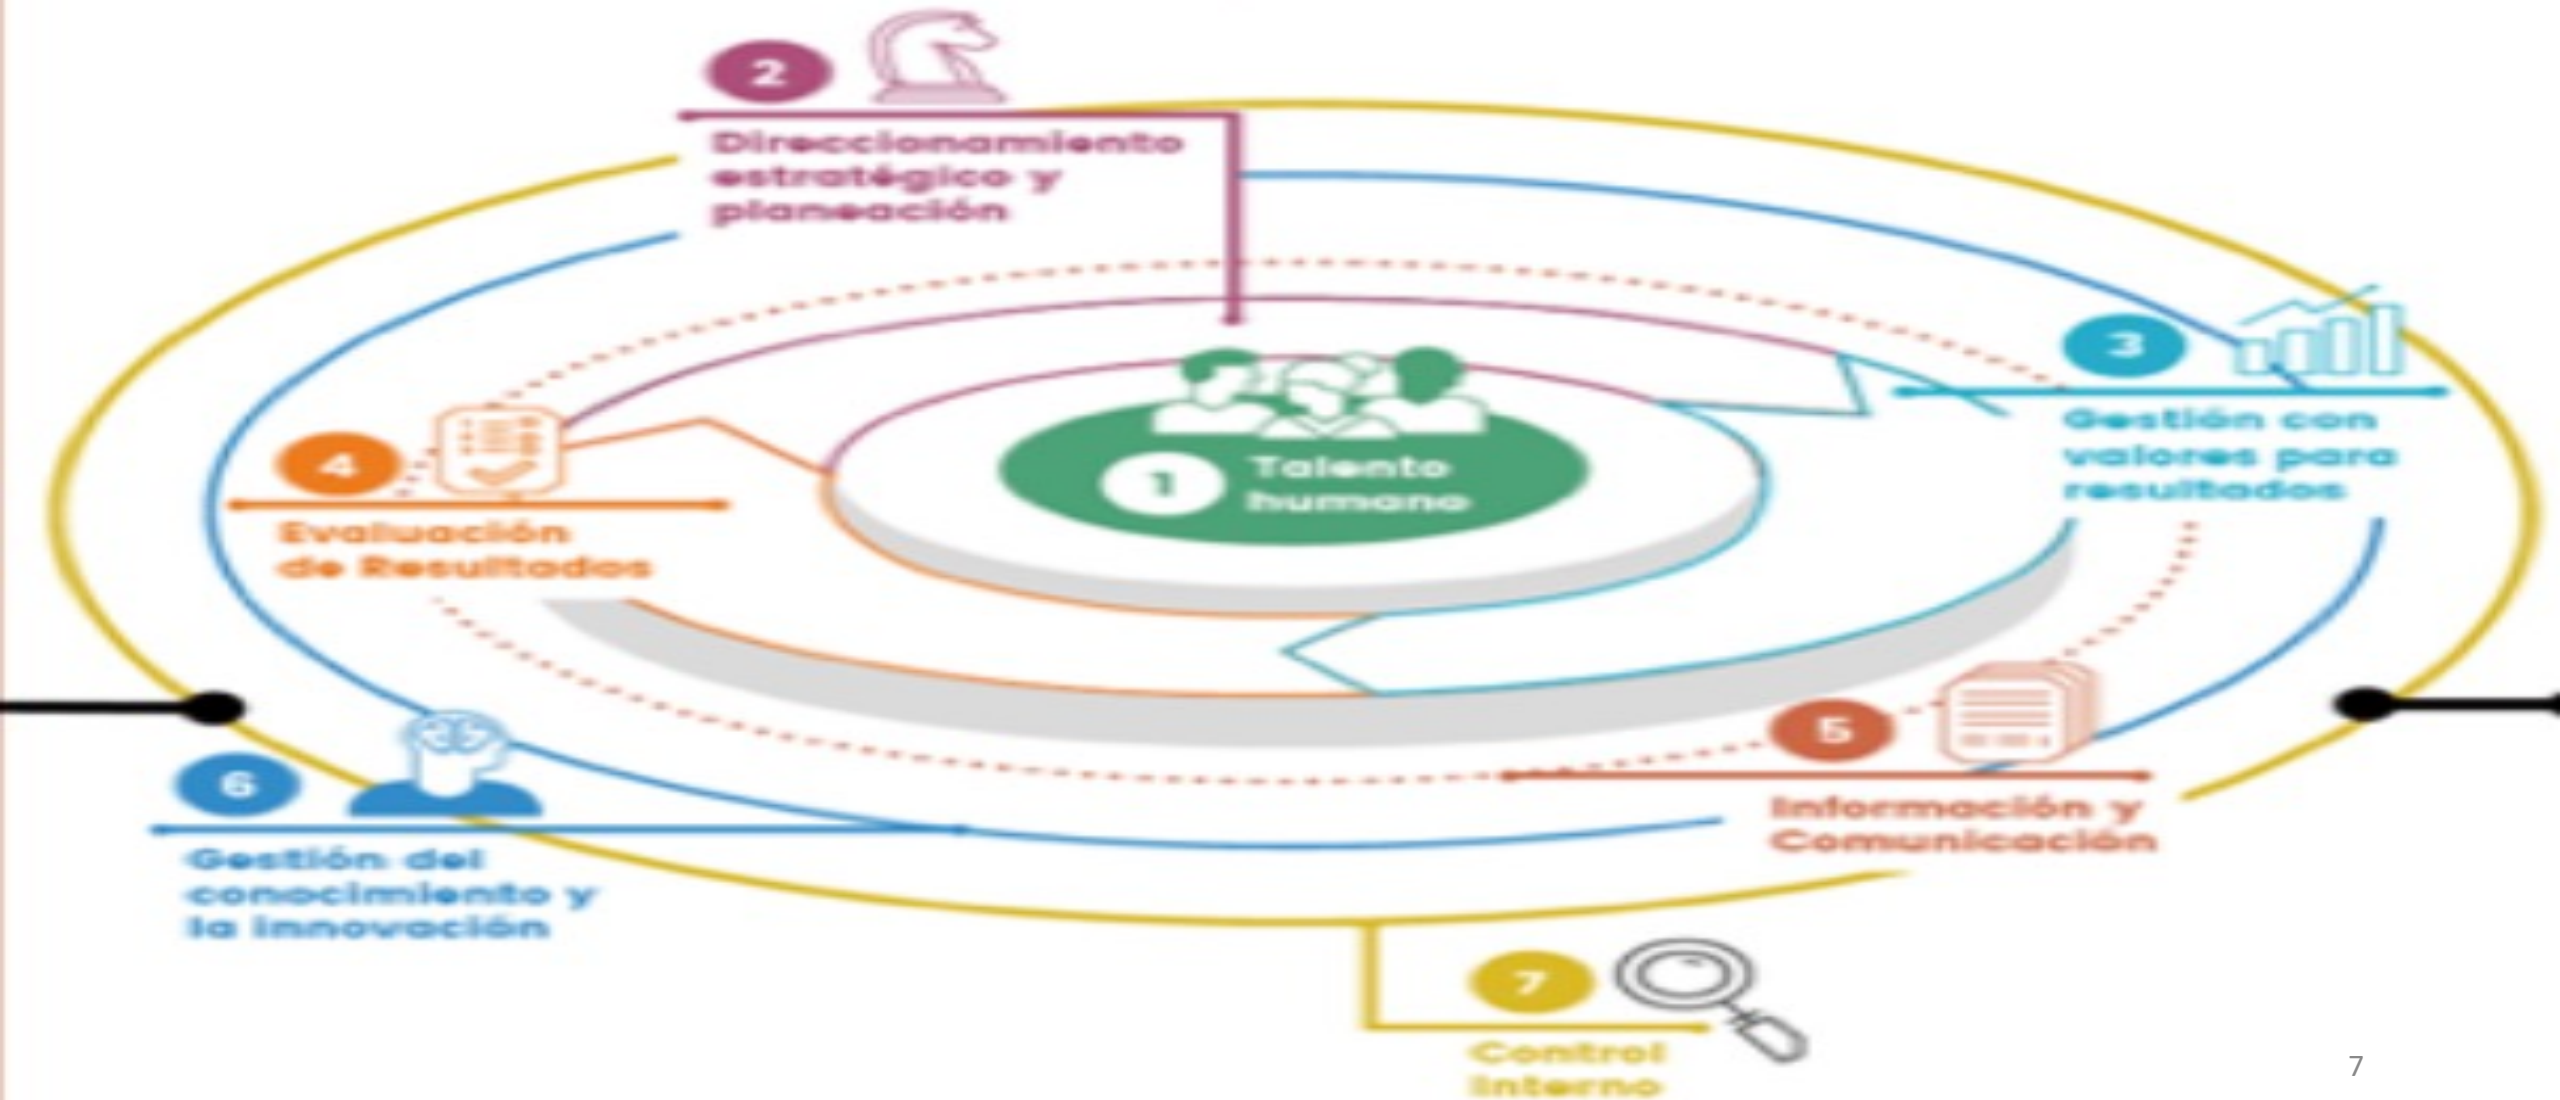 2
Direccionamiento
estratégico y
planeación
3
Gestión con
valores para
resultados
1
Talento
humano
4
Evaluación
de Resultados
5
Información y
Comunicación
6
Gestión del
conocimiento y
la innovación
7
Control
Interno
7